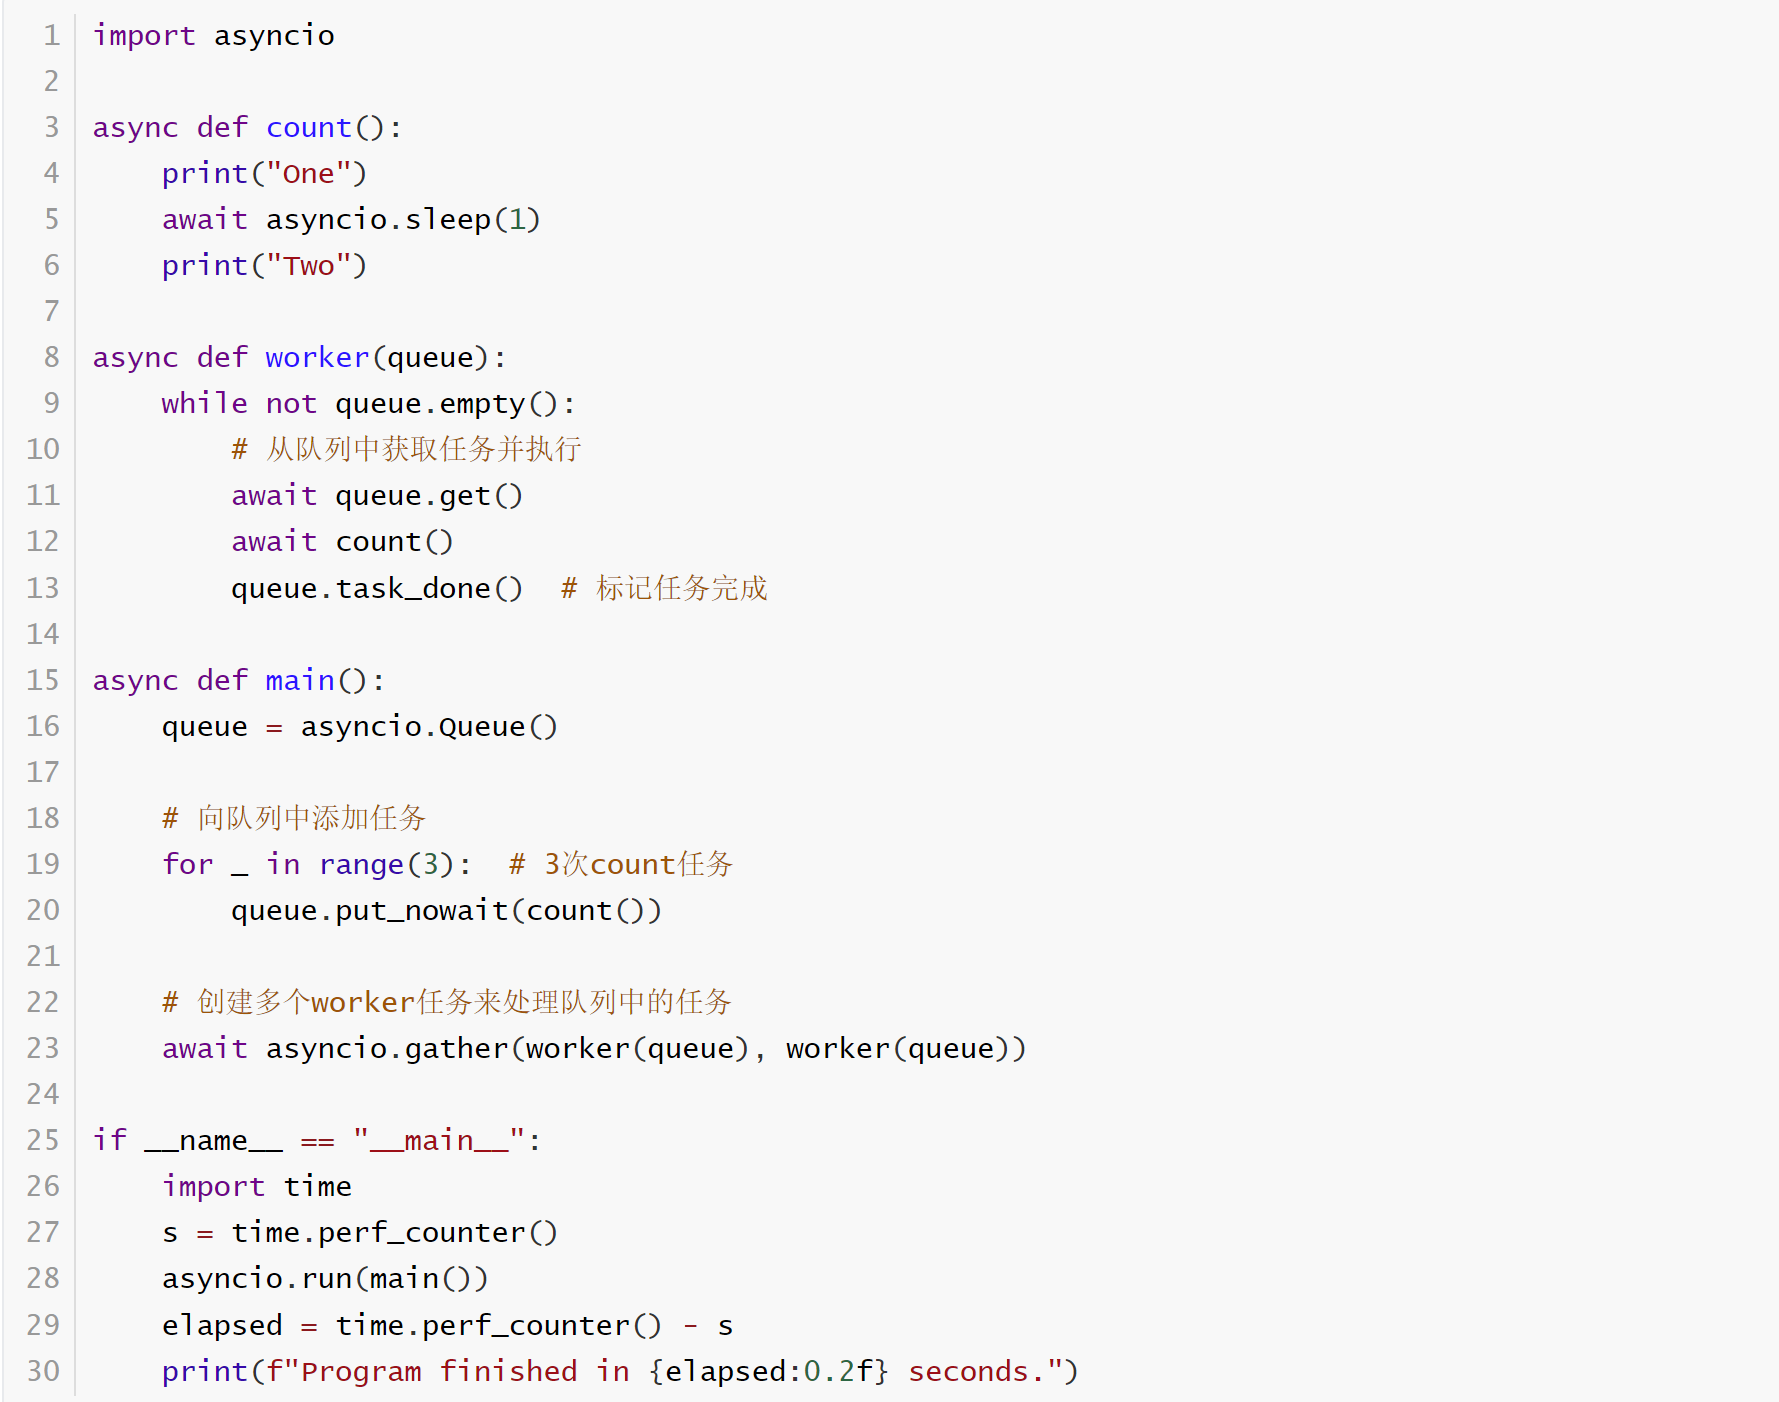 1 import asyncio
2
3 async def count():
4     print("One")
5     await asyncio.sleep(1)
6     print("Two")
7
8 async def worker(queue):
9     while not queue.empty():
10         # 从队列中获取任务并执行
11         await queue.get()
12         await count()
13         queue.task_done()  # 标记任务完成
14
15 async def main():
16     queue = asyncio.Queue()
17
18     # 向队列中添加任务
19     for _ in range(3):  # 3次count任务
20         queue.put_nowait(count())
21
22     # 创建多个worker任务来处理队列中的任务
23     await asyncio.gather(worker(queue), worker(queue))
24
25 if __name__ == "__main__":
26     import time
27     s = time.perf_counter()
28     asyncio.run(main())
29     elapsed = time.perf_counter() - s
30     print(f"Program finished in {elapsed:0.2f} seconds.")